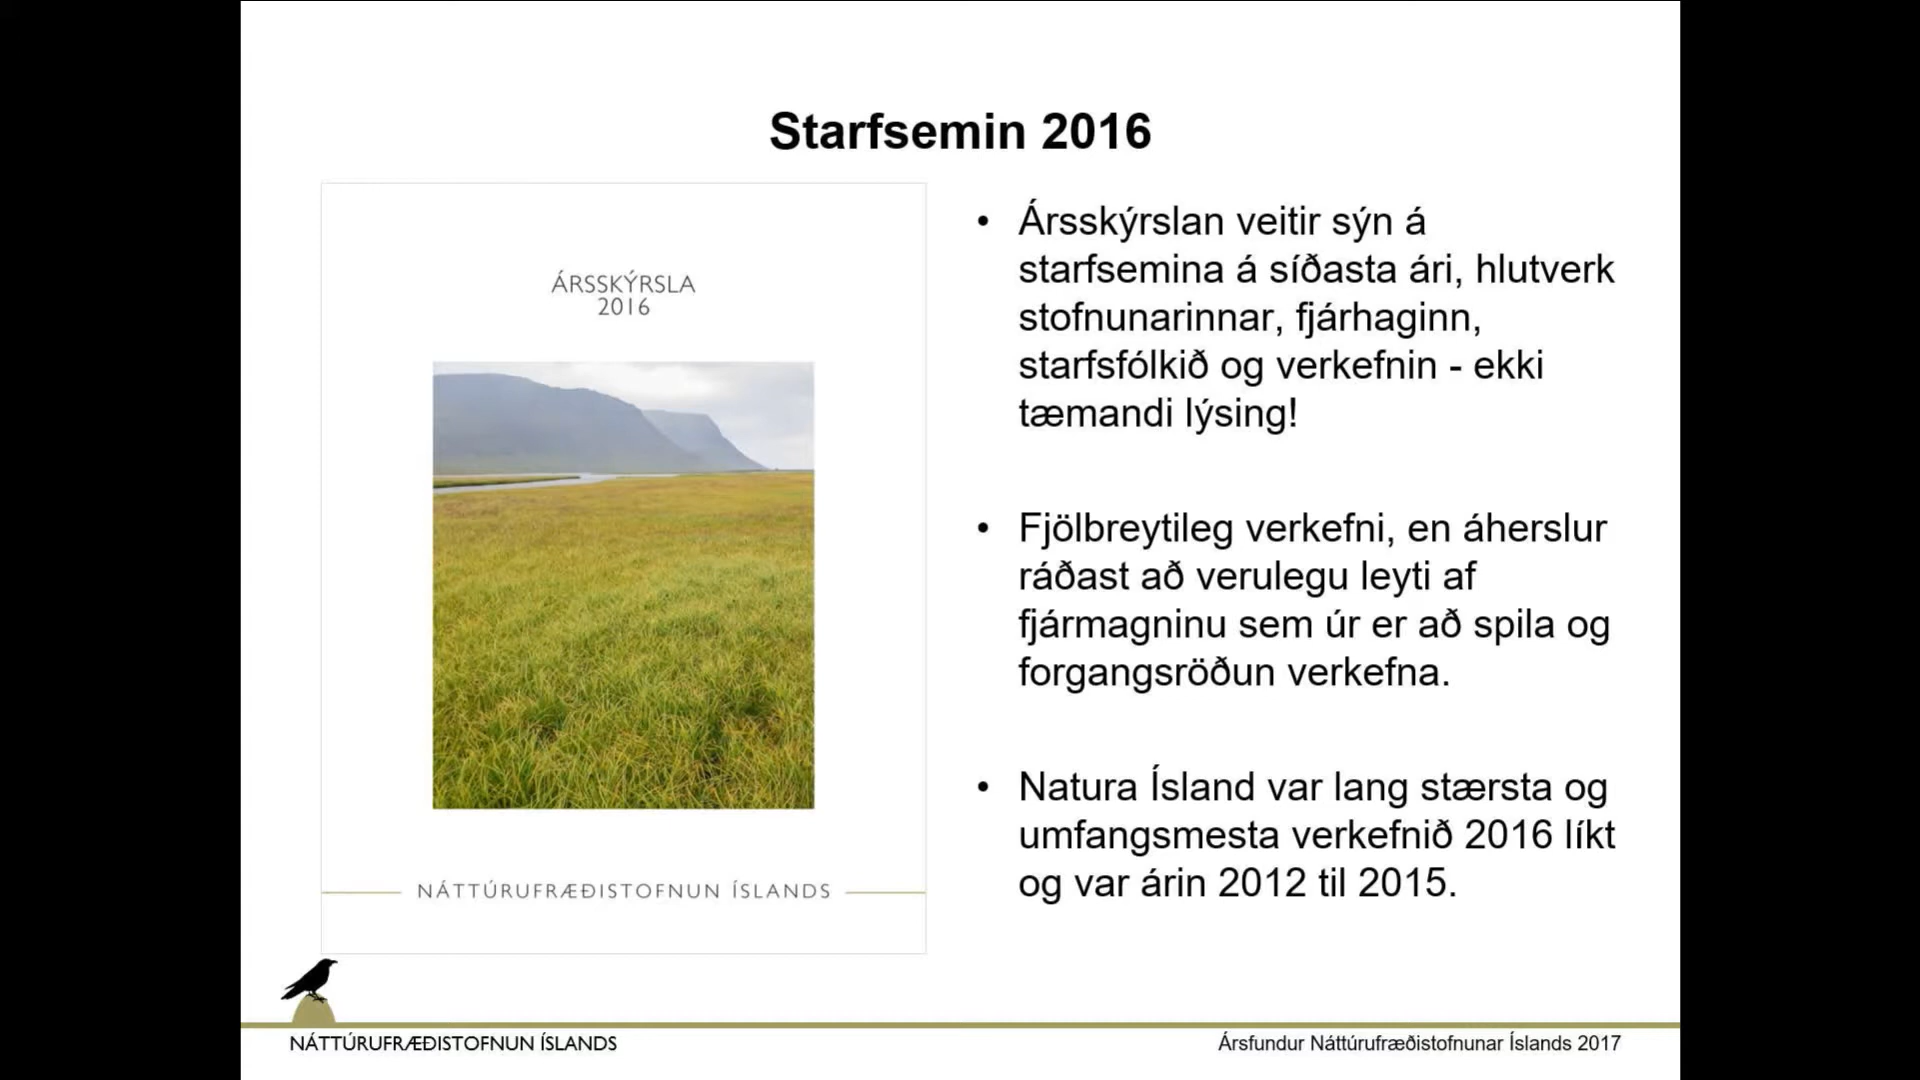 Starfsemin 2016
ÁRSSKÝRSLA
2016
NÁTTÚRUFRÆÐISTOFNUN ÍSLANDS
• Ársskýrslan veitir sýn á
starfsemina á síðasta ári, hlutverk
stofnunarinnar, fjárhaginn,
starfsfólkið og verkefnin - ekki
tæmandi lýsing!
• Fjölbreytileg verkefni, en áherslur
ráðast að verulegu leyti af
fjármagninu sem úr er að spila og
forgangsröðun verkefna.
• Natura Ísland var lang stærsta og
umfangsmesta verkefnið 2016 líkt
og var árin 2012 til 2015.
NÁTTÚRUFRÆÐISTOFNUN ÍSLANDS
Ársfundur Náttúrufræðistofnunar Íslands 2017